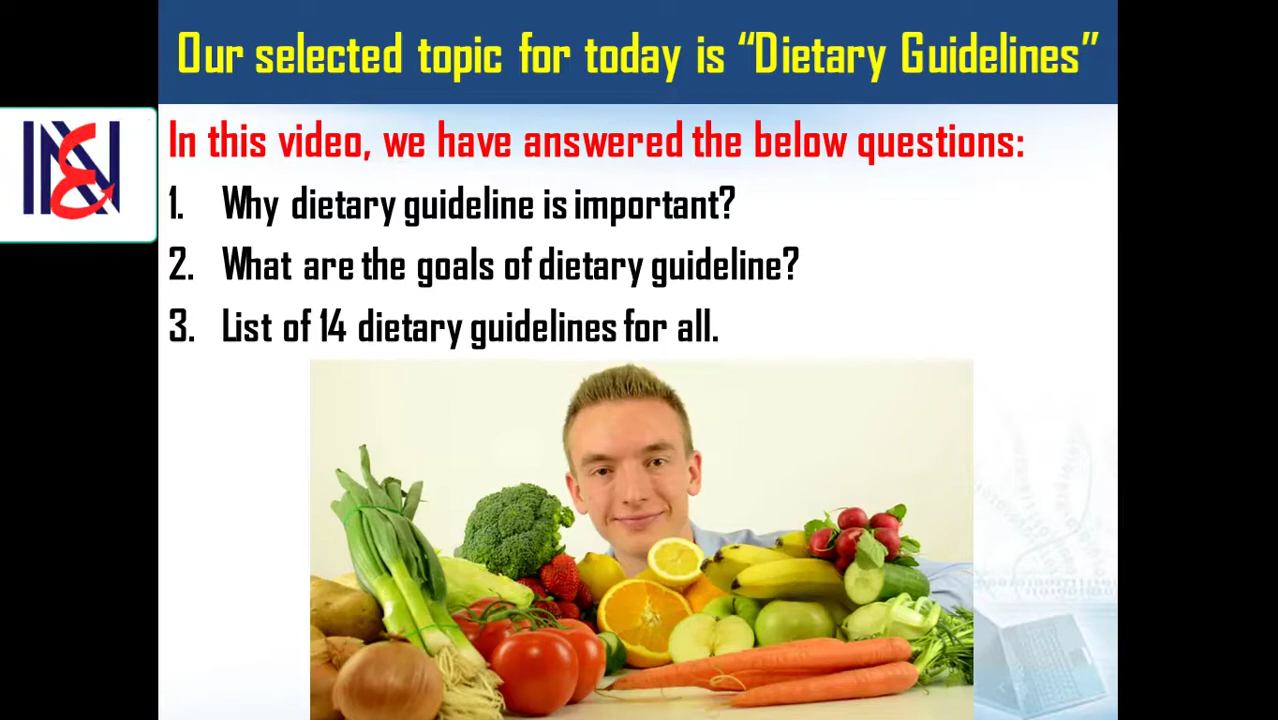 Our selected topic for today is “Dietary Guidelines”
In this video, we have answered the below questions:
1. Why dietary guideline is important?
2. What are the goals of dietary guideline?
3. List of 14 dietary guidelines for all.